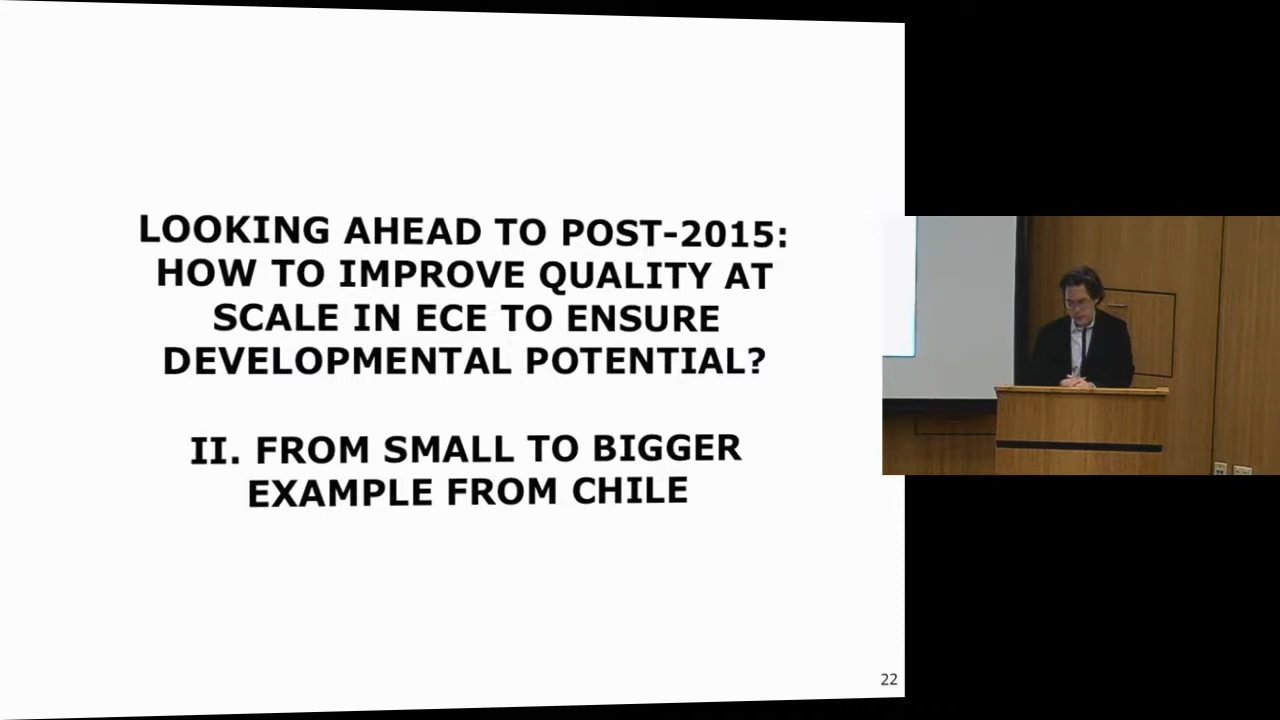 LOOKING AHEAD TO POST-2015:
HOW TO IMPROVE QUALITY AT
SCALE IN ECE TO ENSURE
DEVELOPMENTAL POTENTIAL?
II. FROM SMALL TO BIGGER
EXAMPLE FROM CHILE
22